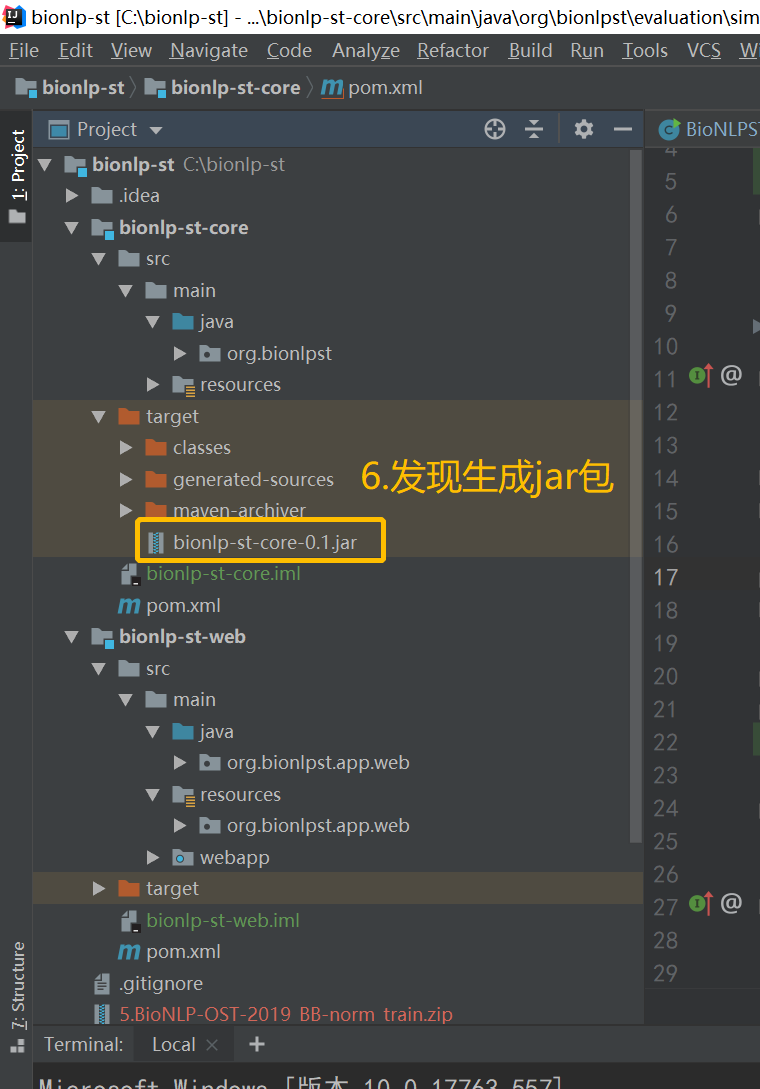 bionlp-st [C:\bionlp-st] - ...\bionlp-st-core\src\main\java\org\bionlpst\evaluation\sim
File Edit View Navigate Code Analyze Refactor Build Run Tools VCS
bionlp-st bionlp-st-core pom.xml
1: Project
Project
BioNLPST
bionlp-st C:\bionlp-st
.idea
bionlp-st-core
src
main
java
org.bionlpst
resources
target
classes
generated-sources
maven-archiver
bionlp-st-core-0.1.jar
6.发现生成jar包
bionlp-st-core.iml
pom.xml
bionlp-st-web
src
main
java
org.bionlpst.app.web
resources
org.bionlpst.app.web
webapp
target
bionlp-st-web.iml
pom.xml
.gitignore
5.BioNLP-OST-2019_BB-norm_train.zip
4
5
6
7
8
9
10
11 @
12
13
14
15
16
17
18
19
20
21
22
23
24
25
26
27 @
28
29
7: Structure
Terminal: Local × +
Microsoft Windows [版本 10.0.17763.557]